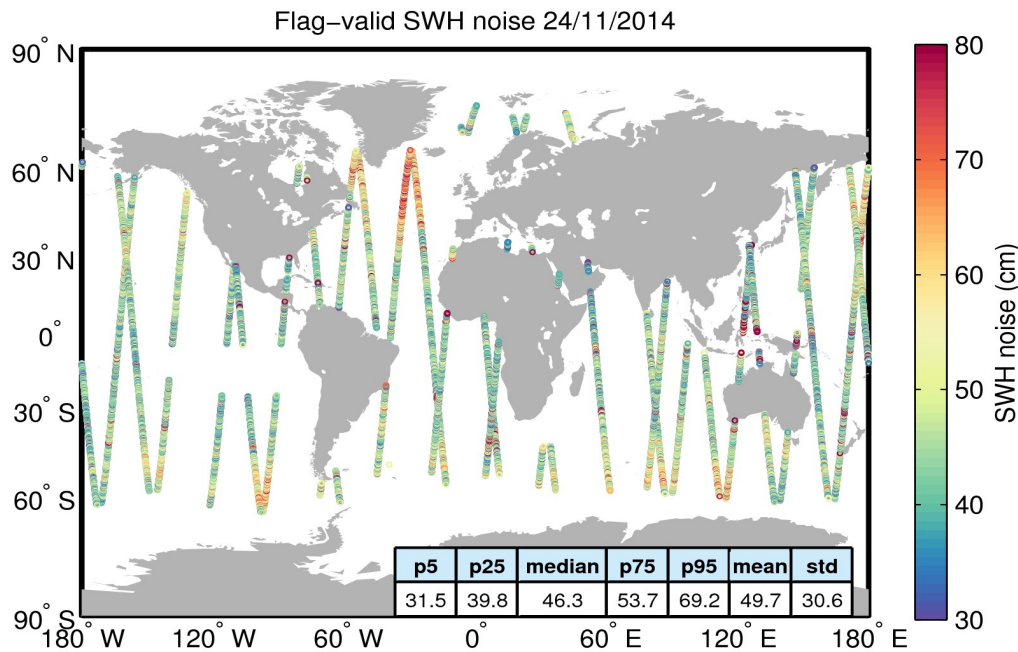 Flag−valid SWH noise 24/11/2014
90° N
60° N
30° N
0°
30° S
60° S
90° S
180° W
120° W
60° W
0°
60° E
120° E
180° E
p5 p25 median p75 p95 mean std
31.5 39.8 46.3 53.7 69.2 49.7 30.6
80
70
60
50
40
30
SWH noise (cm)